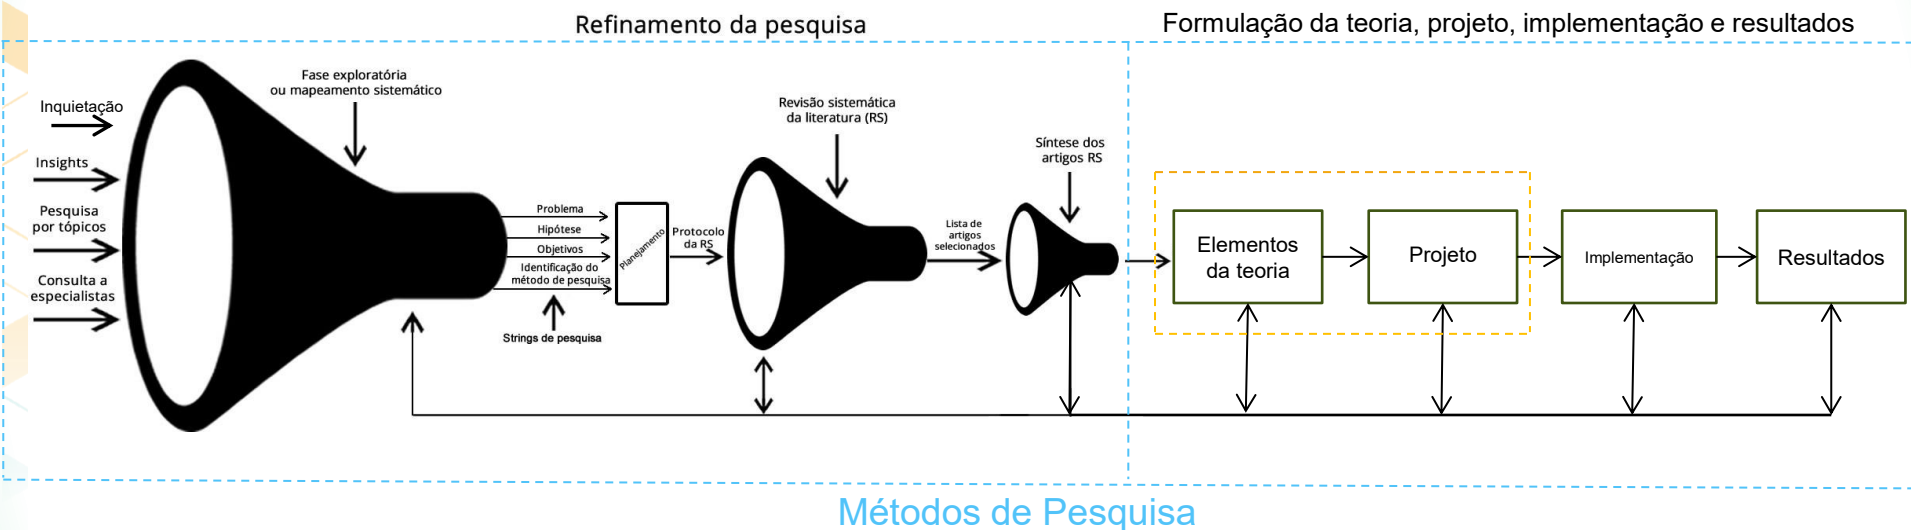 Refinamento da pesquisa
Formulação da teoria, projeto, implementação e resultados
Inquietação
Insights
Pesquisa
por tópicos
Consulta a
especialistas
Fase exploratória
ou mapeamento sistemático
Problema
Hipótese
Objetivos
Identificação do
método de pesquisa
Strings de pesquisa
Planejamento
Protocolo
da RS
Revisão sistemática
da literatura (RS)
Lista de
artigos
selecionados
Síntese dos
artigos RS
Elementos
da teoria
Projeto
Implementação
Resultados
Métodos de Pesquisa